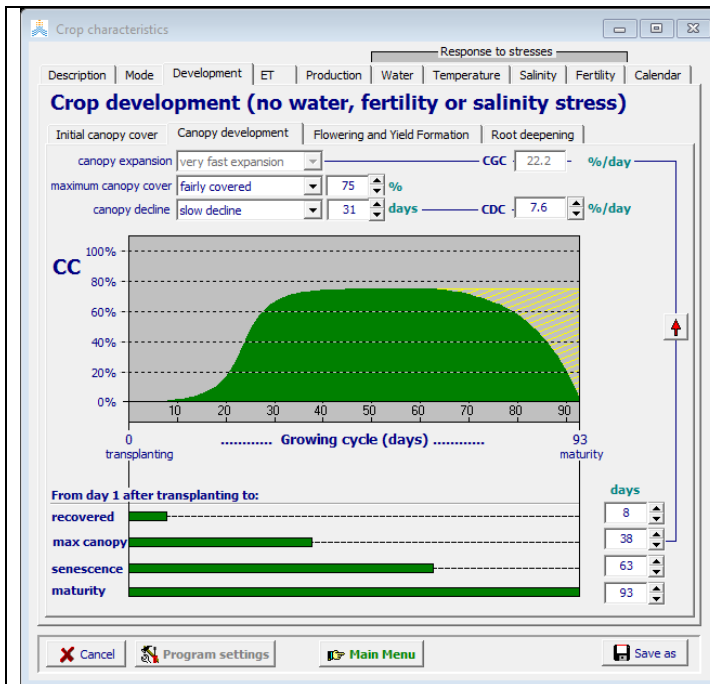 Crop characteristics
Response to stresses
Description Mode Development ET Production Water Temperature Salinity Fertility Calendar
Crop development (no water, fertility or salinity stress)
Initial canopy cover Canopy development Flowering and Yield Formation Root deepening
canopy expansion very fast expansion CGC 22.2 %/day
maximum canopy cover fairly covered 75 %
canopy decline slow decline 31 days CDC 7.6 %/day
CC
100%
80%
60%
40%
20%
0%
10 20 30 40 50 60 70 80 90
0 ............ Growing cycle (days) ............ 93
transplanting maturity
From day 1 after transplanting to: days
recovered 8
max canopy 38
senescence 63
maturity 93
Cancel Program settings Main Menu Save as